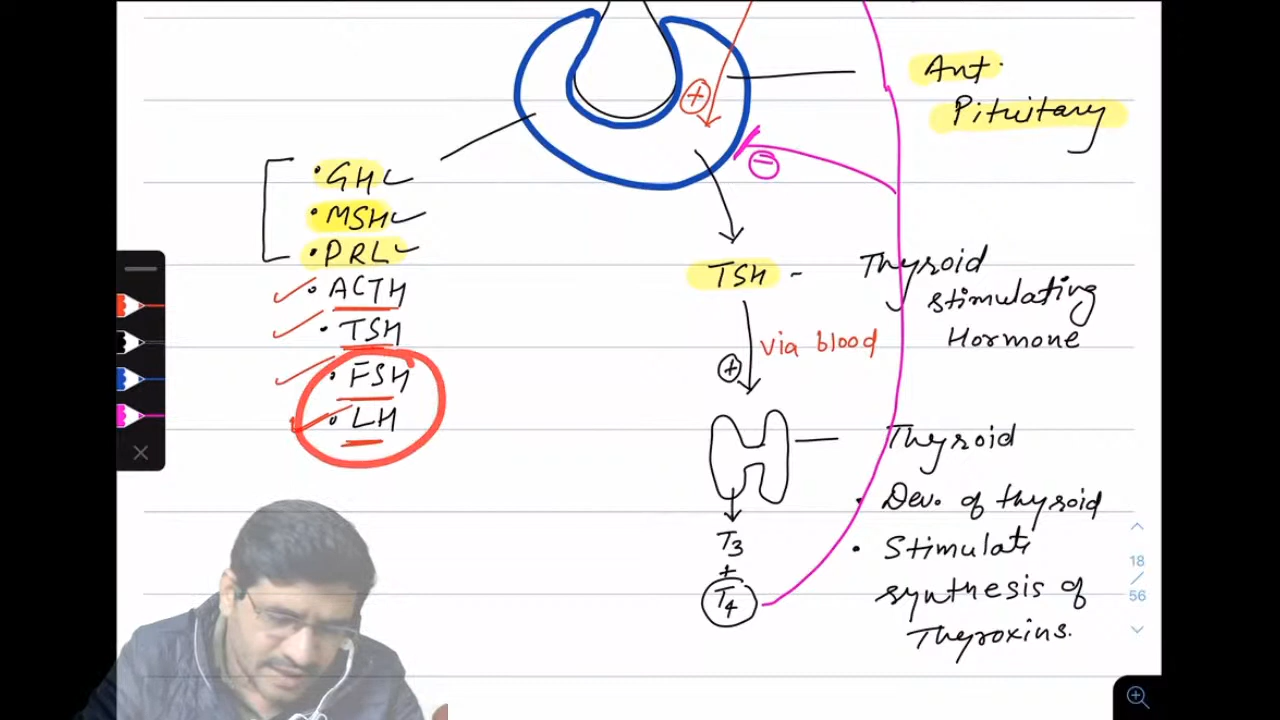 Ant.
Pituitary
⊕
⊖
• GH ✓
• MSH ✓
• PRL ✓
✓ • ACTH
✓ • TSH
✓ • FSH
✓ • LH
TSH - Thyroid
stimulating
Hormone
via blood
⊕
Thyroid
• Dev. of thyroid
• Stimulate
synthesis of
Thyroxins.
T3
+
T4
18
/
56